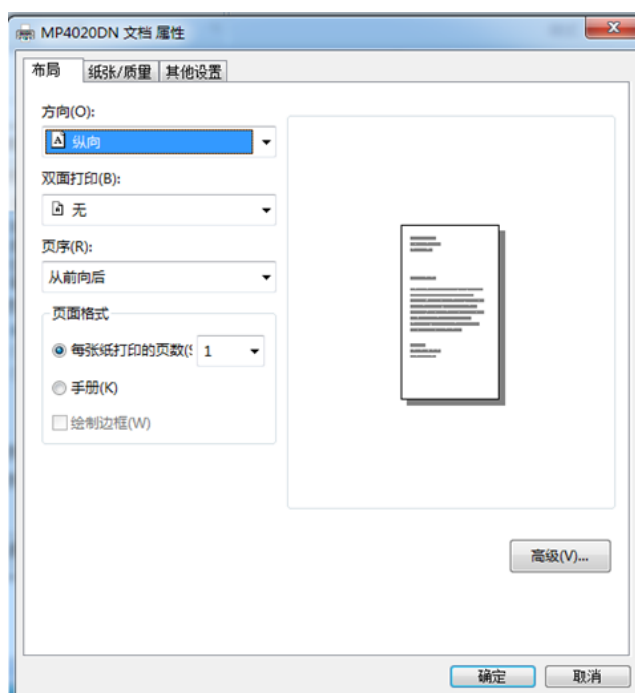 MP4020DN 文档 属性
布局 纸张/质量 其他设置
方向(O):
纵向
双面打印(B):
无
页序(R):
从前向后
页面格式
每张纸打印的页数(S 1
手册(K)
绘制边框(W)
高级(V)...
确定 取消